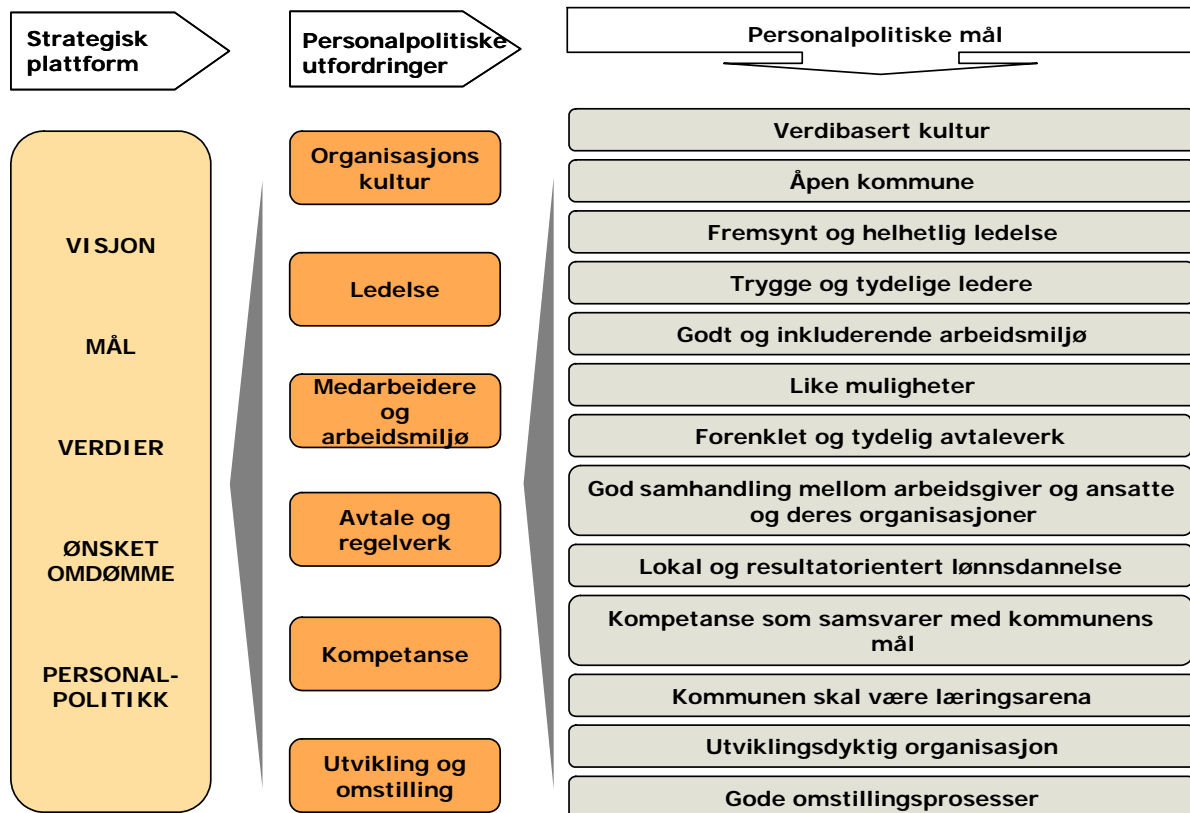 Strategisk
plattform
Personalpolitiske
utfordringer
Personalpolitiske mål
VISJON
MÅL
VERDIER
ØNSKET
OMDØMME
PERSONAL-
POLITIKK
Organisasjons
kultur
Ledelse
Medarbeidere
og
arbeidsmiljø
Avtale og
regelverk
Kompetanse
Utvikling og
omstilling
Verdibasert kultur
Åpen kommune
Fremsynt og helhetlig ledelse
Trygge og tydelige ledere
Godt og inkluderende arbeidsmiljø
Like muligheter
Forenklet og tydelig avtaleverk
God samhandling mellom arbeidsgiver og ansatte
og deres organisasjoner
Lokal og resultatorientert lønnsdannelse
Kompetanse som samsvarer med kommunens
mål
Kommunen skal være læringsarena
Utviklingsdyktig organisasjon
Gode omstillingsprosesser